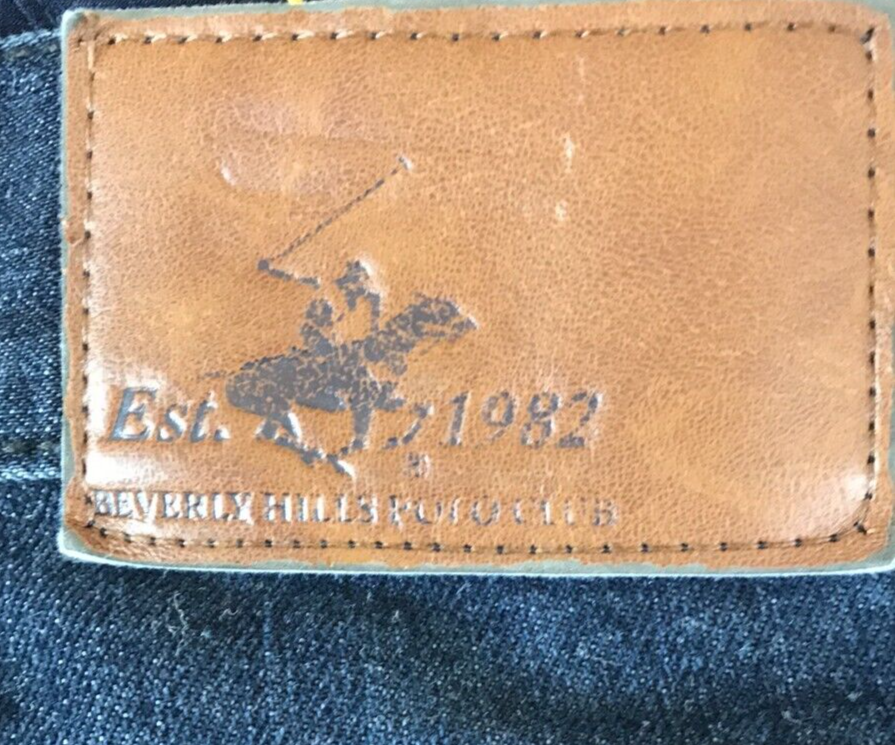 Est. 1982
®
BEVERLY HILLS POLO CLUB